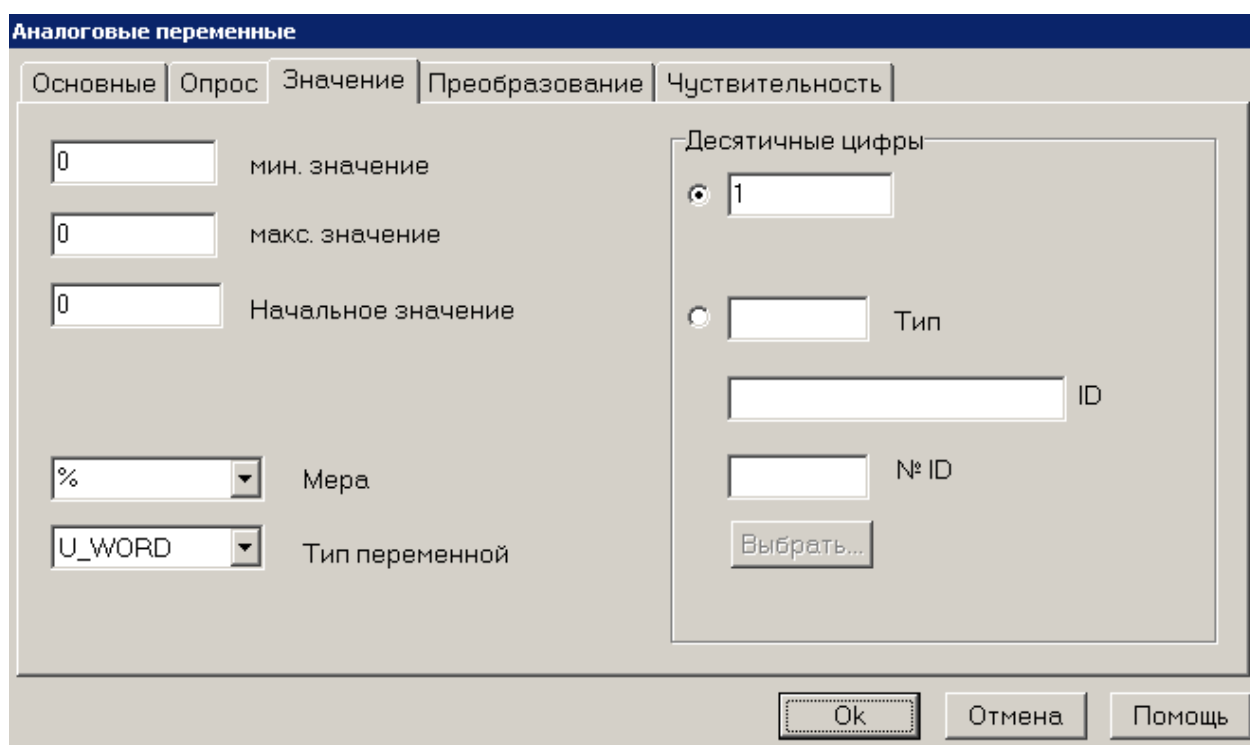 Аналоговые переменные
Основные Опрос Значение Преобразование Чуствительность
0 мин. значение
0 макс. значение
0 Начальное значение
% Мера
U_WORD Тип переменной
Десятичные цифры
1
Тип
ID
№ ID
Выбрать...
Ok Отмена Помощь